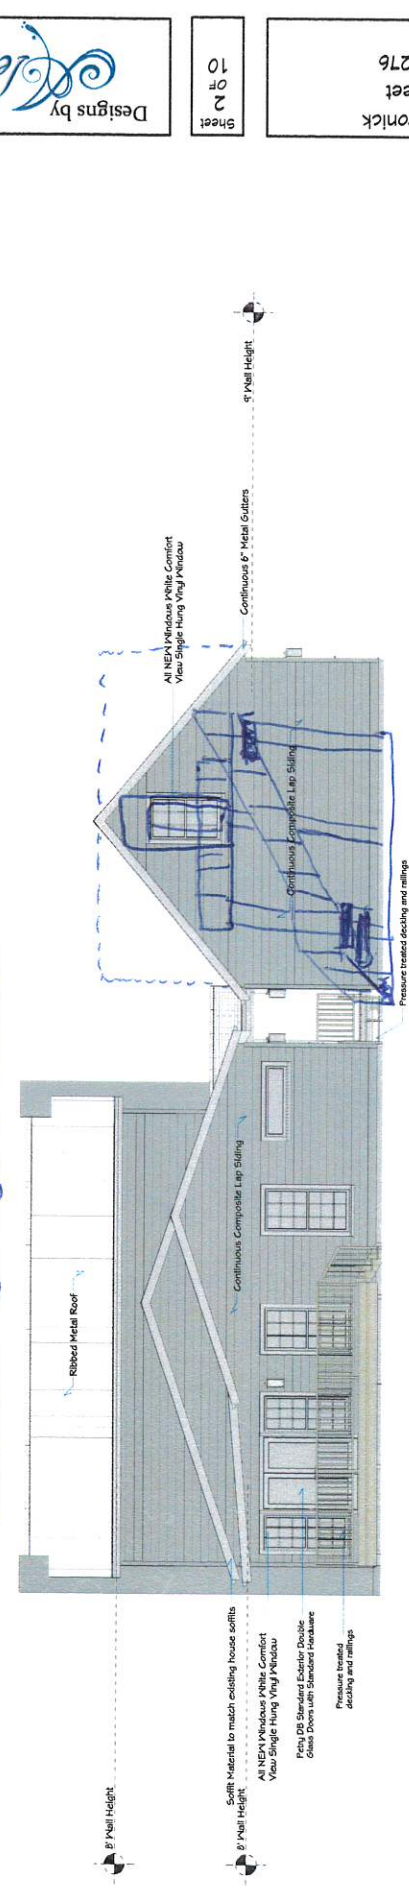 8' Wall Height
8' Wall Height
Soffit Material to match existing house soffits
All NEW Windows White Comfort
View Single Hung Vinyl Window
DB Standard Exterior Double
Glass Doors with Standard Hardware
Pressure treated
decking and railings
Ribbed Metal Roof
Continuous Composite Lap Siding
Pressure treated decking and railings
Continuous Composite Lap Siding
All NEW Windows White Comfort
View Single Hung Vinyl Window
Continuous 6" Metal Gutters
9' Wall Height
Designs by
Sheet
2
OF
10
onick
eet
276